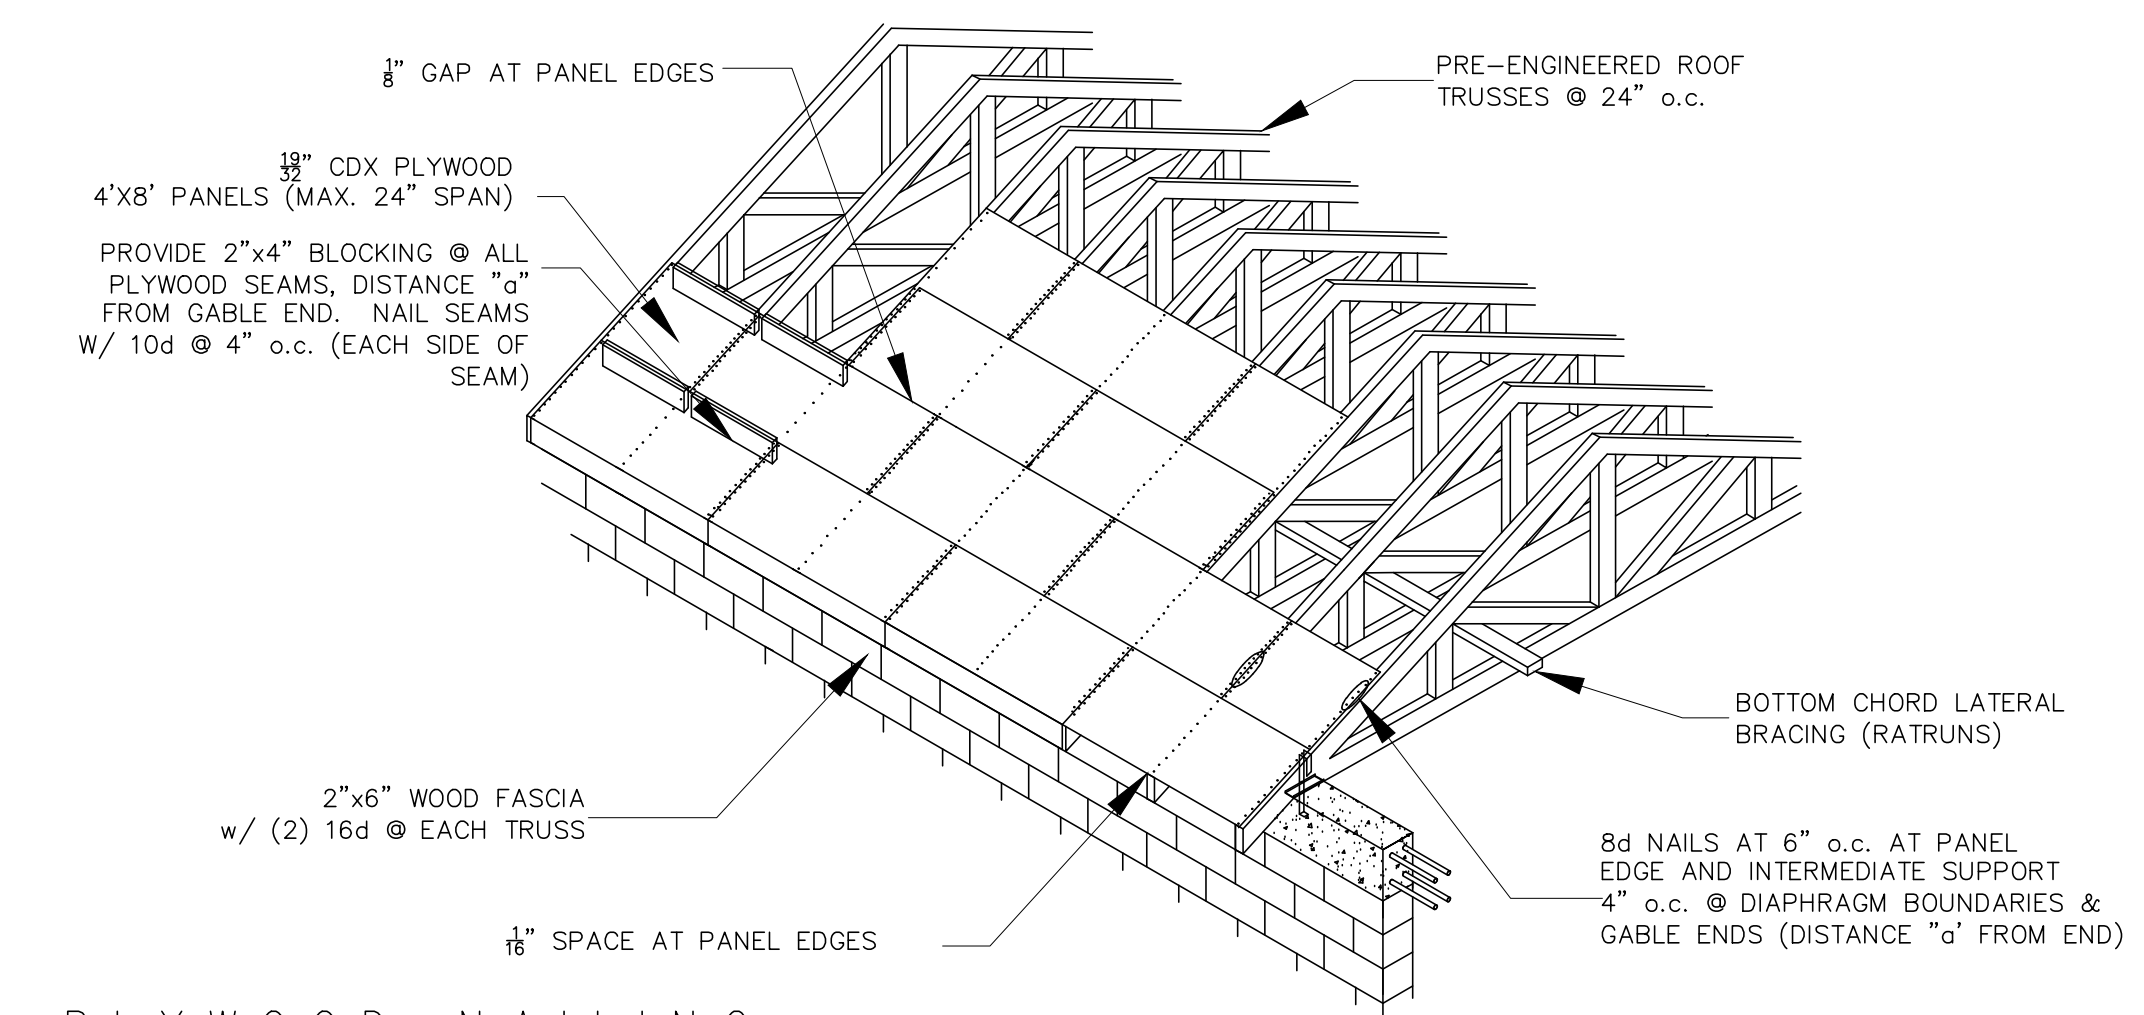 1/8" GAP AT PANEL EDGES
PRE-ENGINEERED ROOF
TRUSSES @ 24" o.c.
19/32" CDX PLYWOOD
4'X8' PANELS (MAX. 24" SPAN)
PROVIDE 2"x4" BLOCKING @ ALL
PLYWOOD SEAMS, DISTANCE "a"
FROM GABLE END. NAIL SEAMS
W/ 10d @ 4" o.c. (EACH SIDE OF
SEAM)
BOTTOM CHORD LATERAL
BRACING (RATRUNS)
2"x6" WOOD FASCIA
w/ (2) 16d @ EACH TRUSS
8d NAILS AT 6" o.c. AT PANEL
EDGE AND INTERMEDIATE SUPPORT
4" o.c. @ DIAPHRAGM BOUNDARIES &
GABLE ENDS (DISTANCE "a' FROM END)
1/16" SPACE AT PANEL EDGES